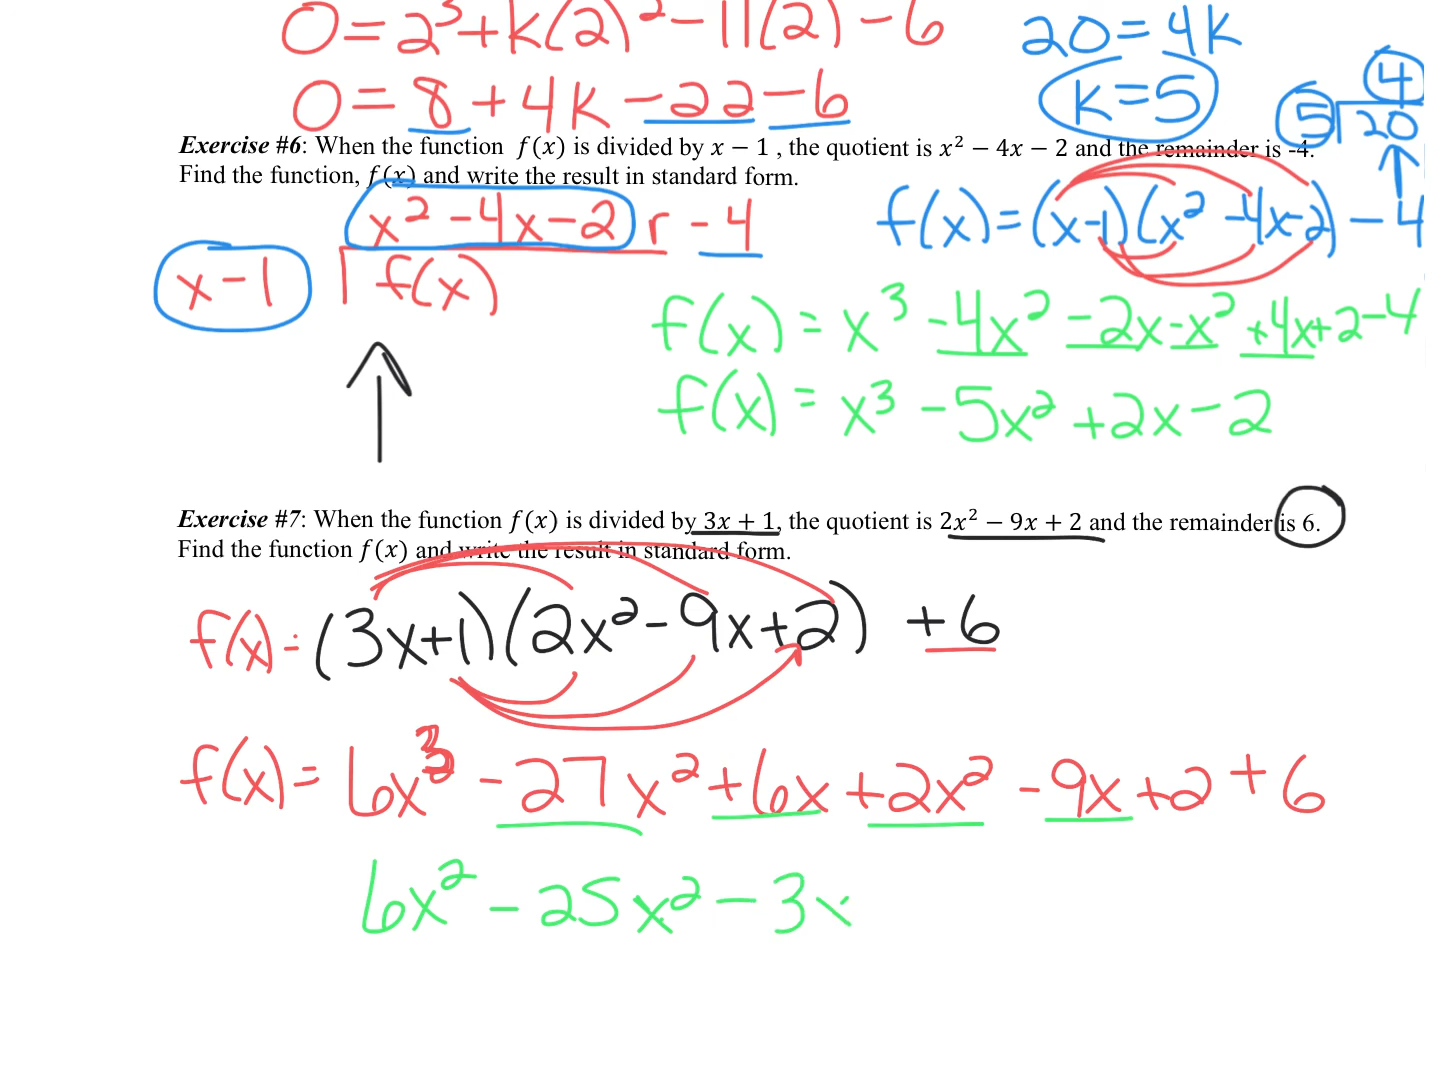 0 = 2³ + k(2)² - 11(2) - 6
0 = 8 + 4k - 22 - 6
20 = 4k
k = 5
4
5 20
Exercise #6: When the function f(x) is divided by x − 1 , the quotient is x² − 4x − 2 and the remainder is -4.
Find the function, f(x) and write the result in standard form.
x² - 4x - 2 r - 4
x - 1 f(x)
f(x) = (x-1)(x² - 4x - 2) - 4
f(x) = x³ - 4x² - 2x - x² + 4x + 2 - 4
f(x) = x³ - 5x² + 2x - 2
Exercise #7: When the function f(x) is divided by 3x + 1, the quotient is 2x² − 9x + 2 and the remainder is 6.
Find the function f(x) and write the result in standard form.
f(x) = (3x+1)(2x² - 9x + 2) + 6
f(x) = 6x³ - 27x² + 6x + 2x² - 9x + 2 + 6
6x² - 25x² - 3x